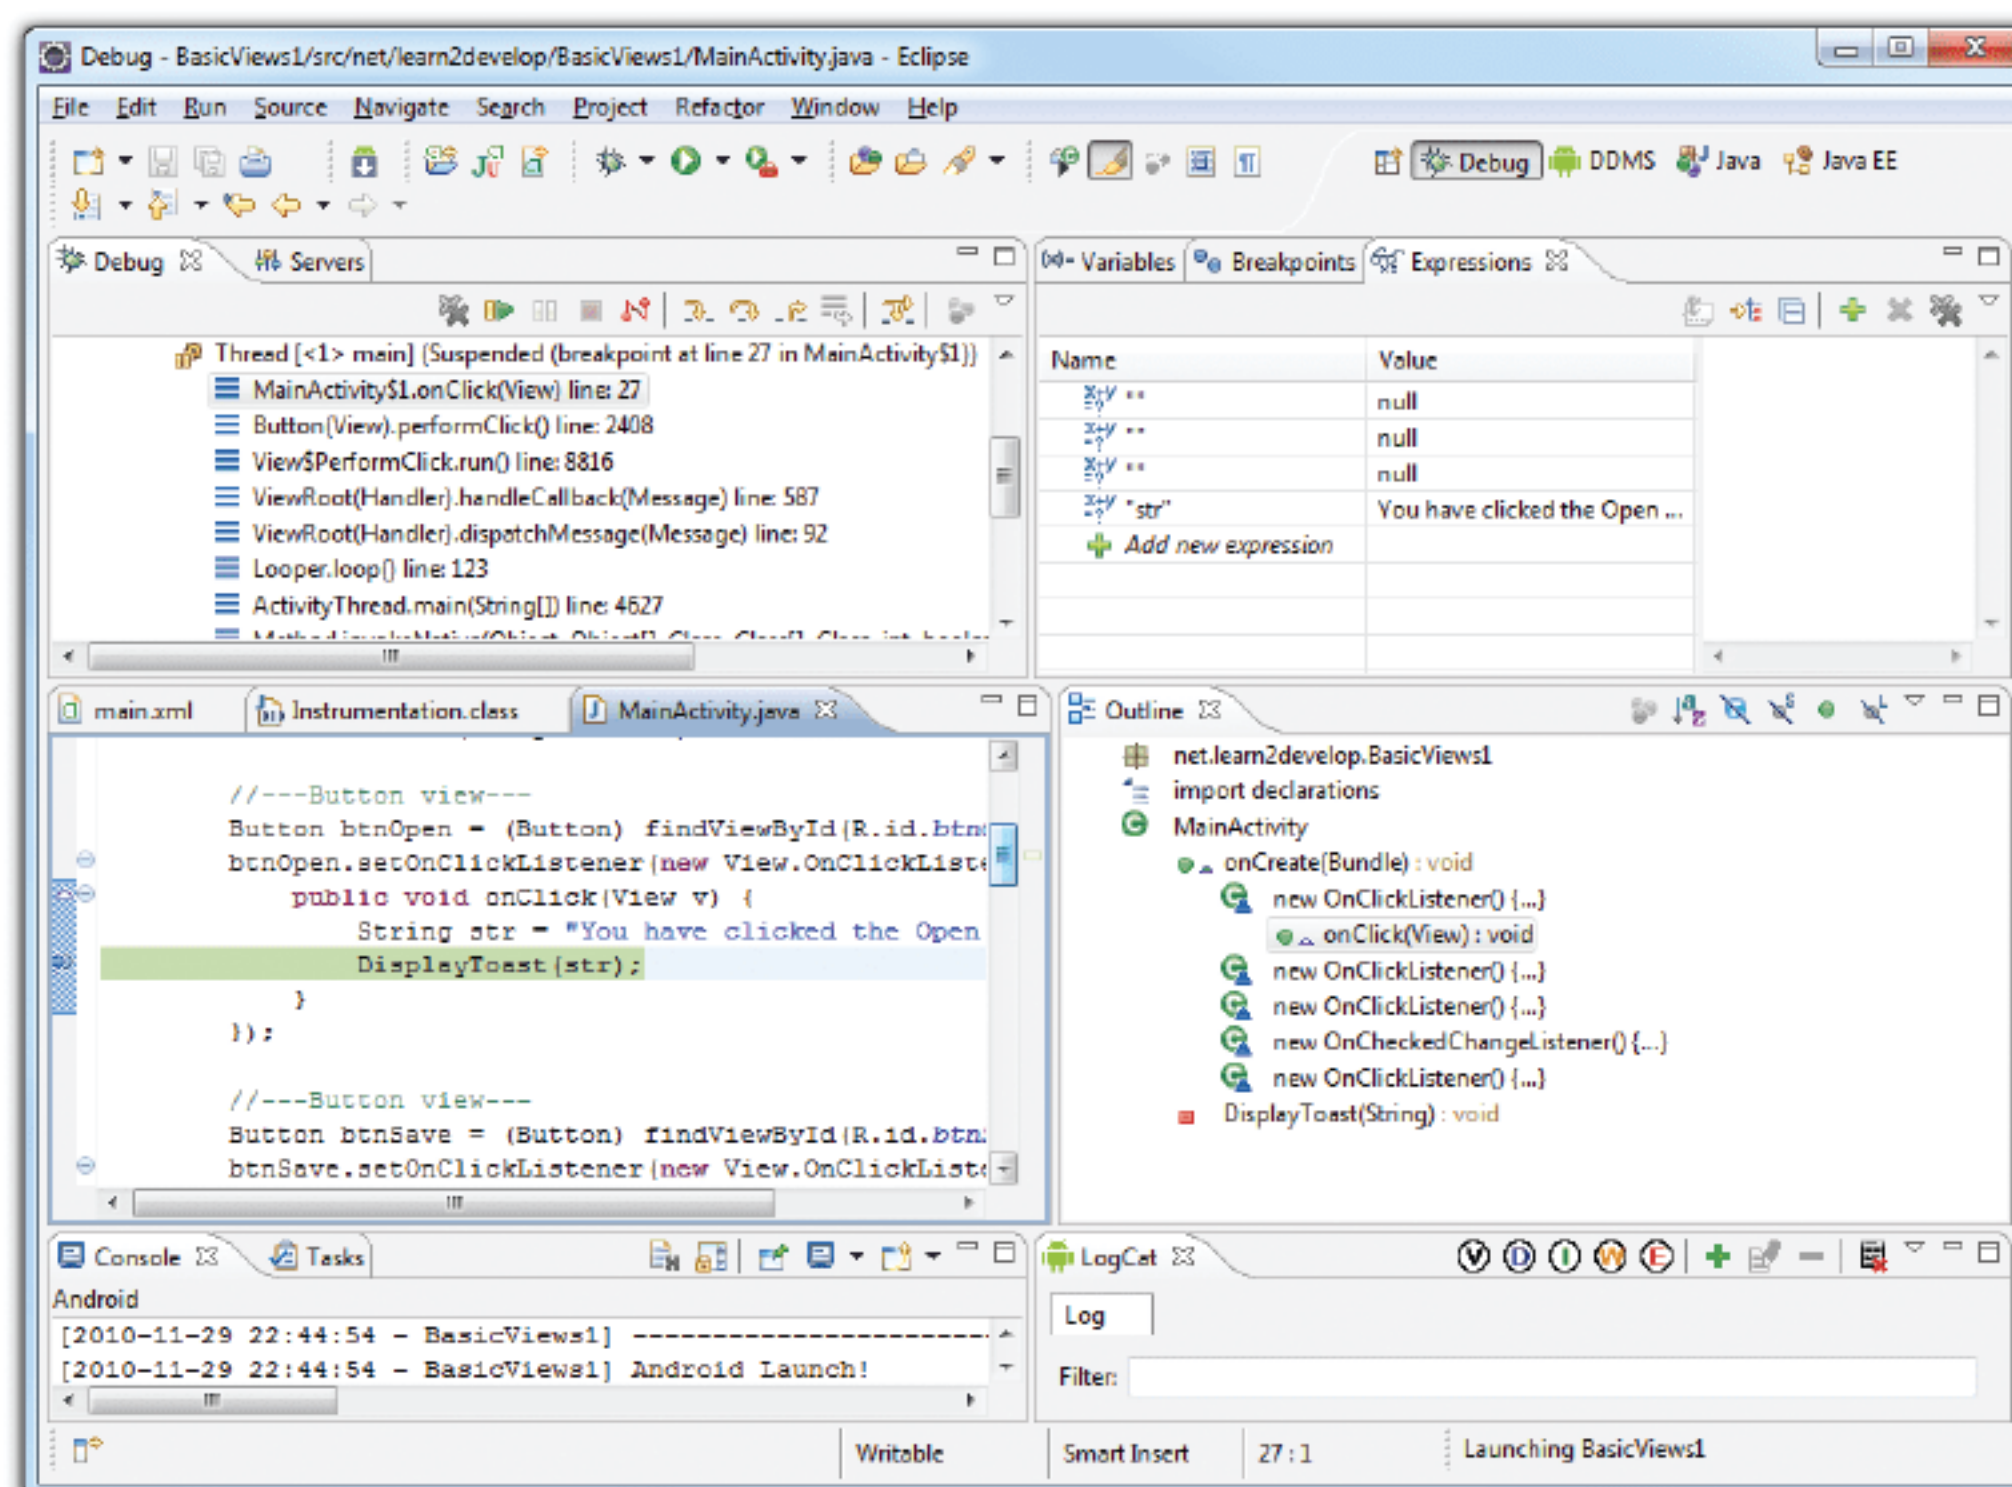 Debug - BasicViews1/src/net/learn2develop/BasicViews1/MainActivity.java - Eclipse
File Edit Run Source Navigate Search Project Refactor Window Help
Debug DDMS Java Java EE
Debug Servers
Thread [<1> main] (Suspended (breakpoint at line 27 in MainActivity$1))
MainActivity$1.onClick(View) line: 27
Button(View).performClick() line: 2408
View$PerformClick.run() line: 8816
ViewRoot(Handler).handleCallback(Message) line: 587
ViewRoot(Handler).dispatchMessage(Message) line: 92
Looper.loop() line: 123
ActivityThread.main(String[]) line: 4627
Variables Breakpoints Expressions
Name Value
"" null
"" null
"" null
"str" You have clicked the Open ...
Add new expression
main.xml Instrumentation.class MainActivity.java
//---Button view---
Button btnOpen = (Button) findViewById(R.id.btn
btnOpen.setOnClickListener(new View.OnClickListe
public void onClick(View v) {
String str = "You have clicked the Open
DisplayToast(str);
}
});
//---Button view---
Button btnSave = (Button) findViewById(R.id.btn
btnSave.setOnClickListener(new View.OnClickListe
Outline
net.learn2develop.BasicViews1
import declarations
MainActivity
onCreate(Bundle) : void
new OnClickListener() {...}
onClick(View) : void
new OnClickListener() {...}
new OnClickListener() {...}
new OnCheckedChangeListener() {...}
new OnClickListener() {...}
DisplayToast(String) : void
Console Tasks
Android
[2010-11-29 22:44:54 - BasicViews1] -----------------------
[2010-11-29 22:44:54 - BasicViews1] Android Launch!
LogCat
V D I W E
Log
Filter:
Writable Smart Insert 27 : 1 Launching BasicViews1